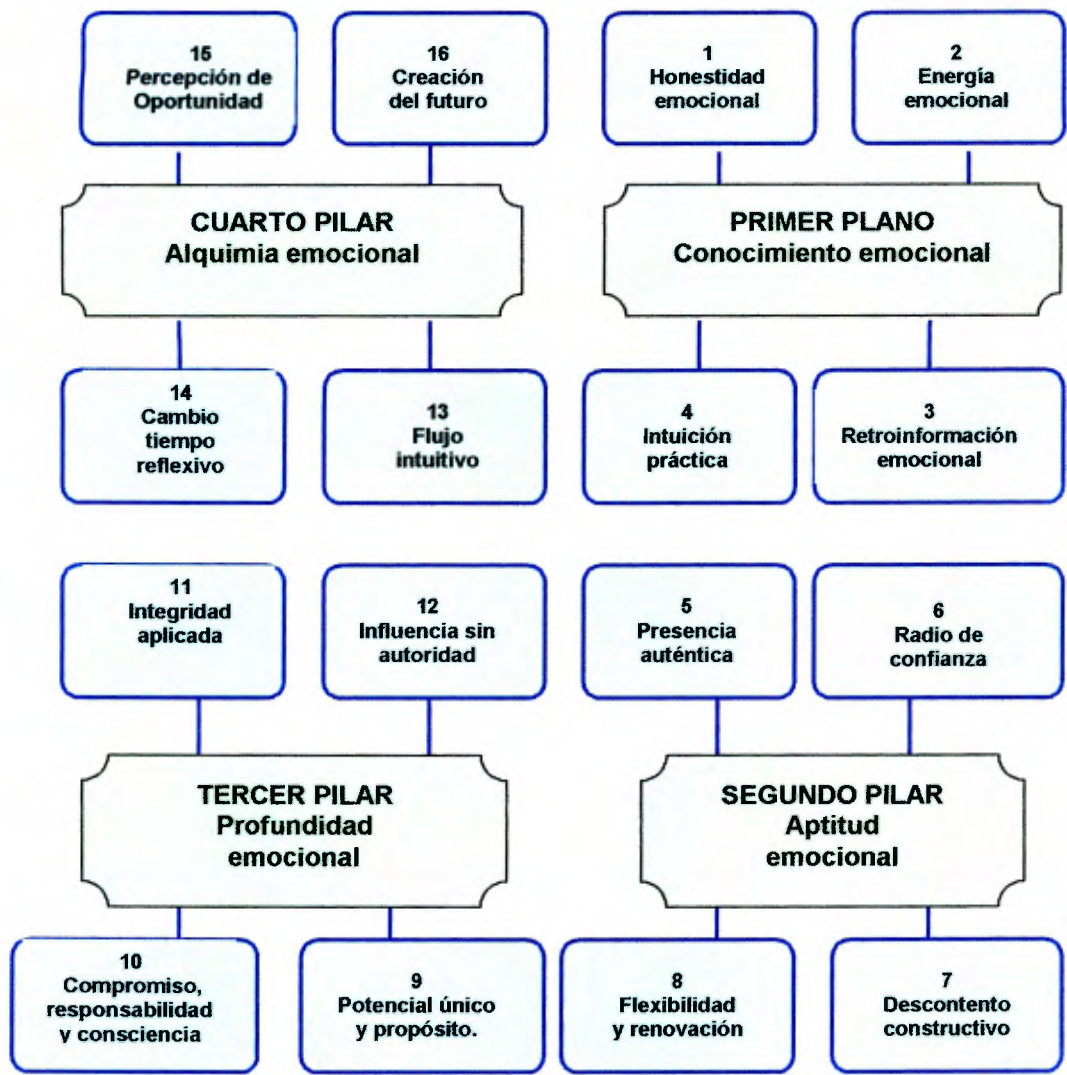 15
Percepción de
Oportunidad
16
Creación
del futuro
1
Honestidad
emocional
2
Energía
emocional
CUARTO PILAR
Alquimia emocional
PRIMER PLANO
Conocimiento emocional
14
Cambio
tiempo
reflexivo
13
Flujo
intuitivo
4
Intuición
práctica
3
Retroinformación
emocional
11
Integridad
aplicada
12
Influencia sin
autoridad
5
Presencia
auténtica
6
Radio de
confianza
TERCER PILAR
Profundidad
emocional
SEGUNDO PILAR
Aptitud
emocional
10
Compromiso,
responsabilidad
y consciencia
9
Potencial único
y propósito.
8
Flexibilidad
y renovación
7
Descontento
constructivo